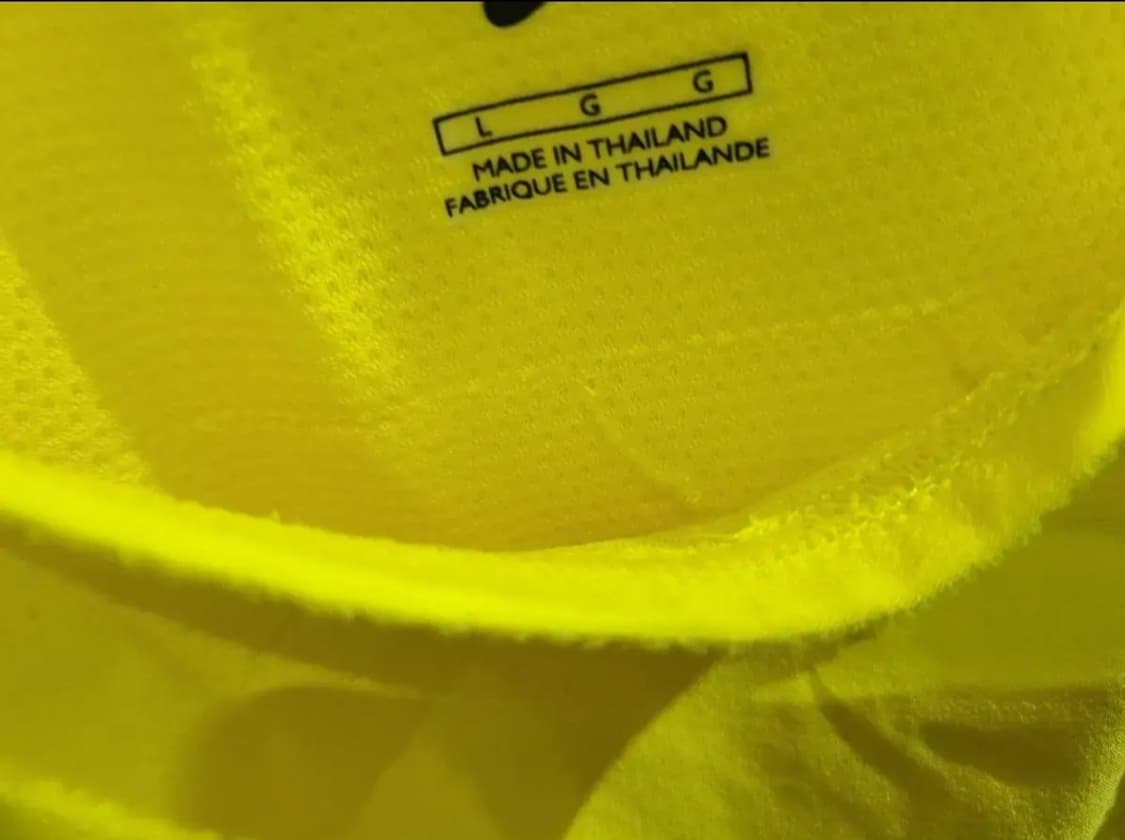 L G G
MADE IN THAILAND
FABRIQUE EN THAILANDE